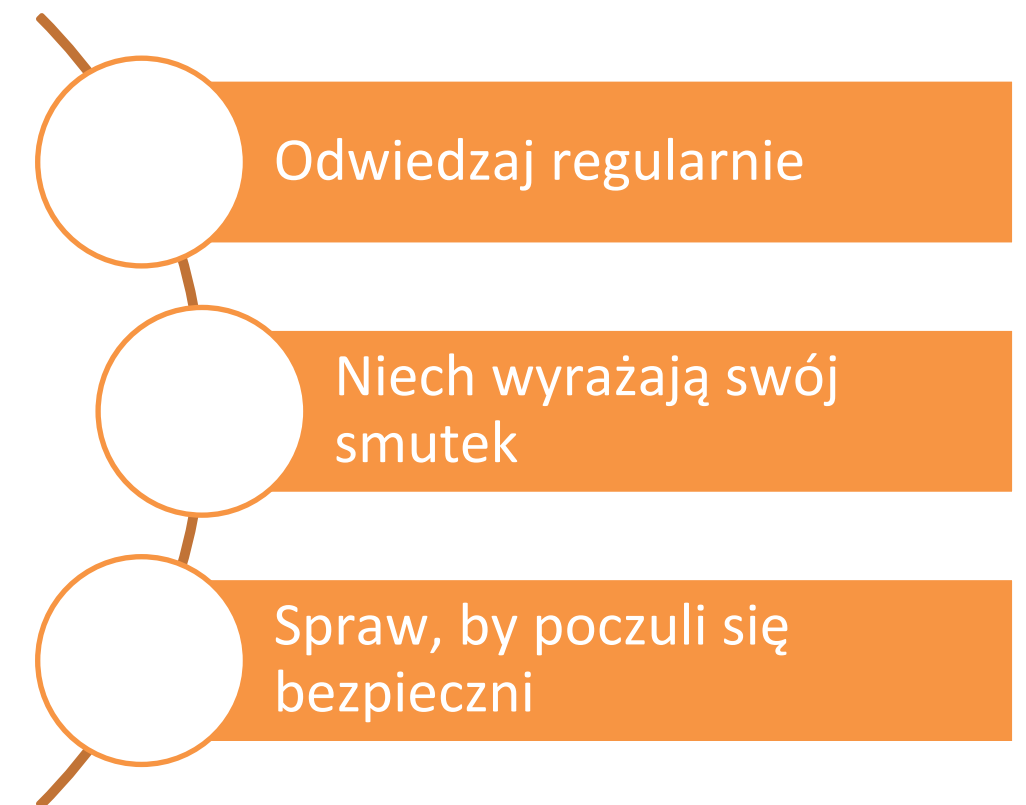 Odwiedzaj regularnie
Niech wyrażają swój
smutek
Spraw, by poczuli się
bezpieczni